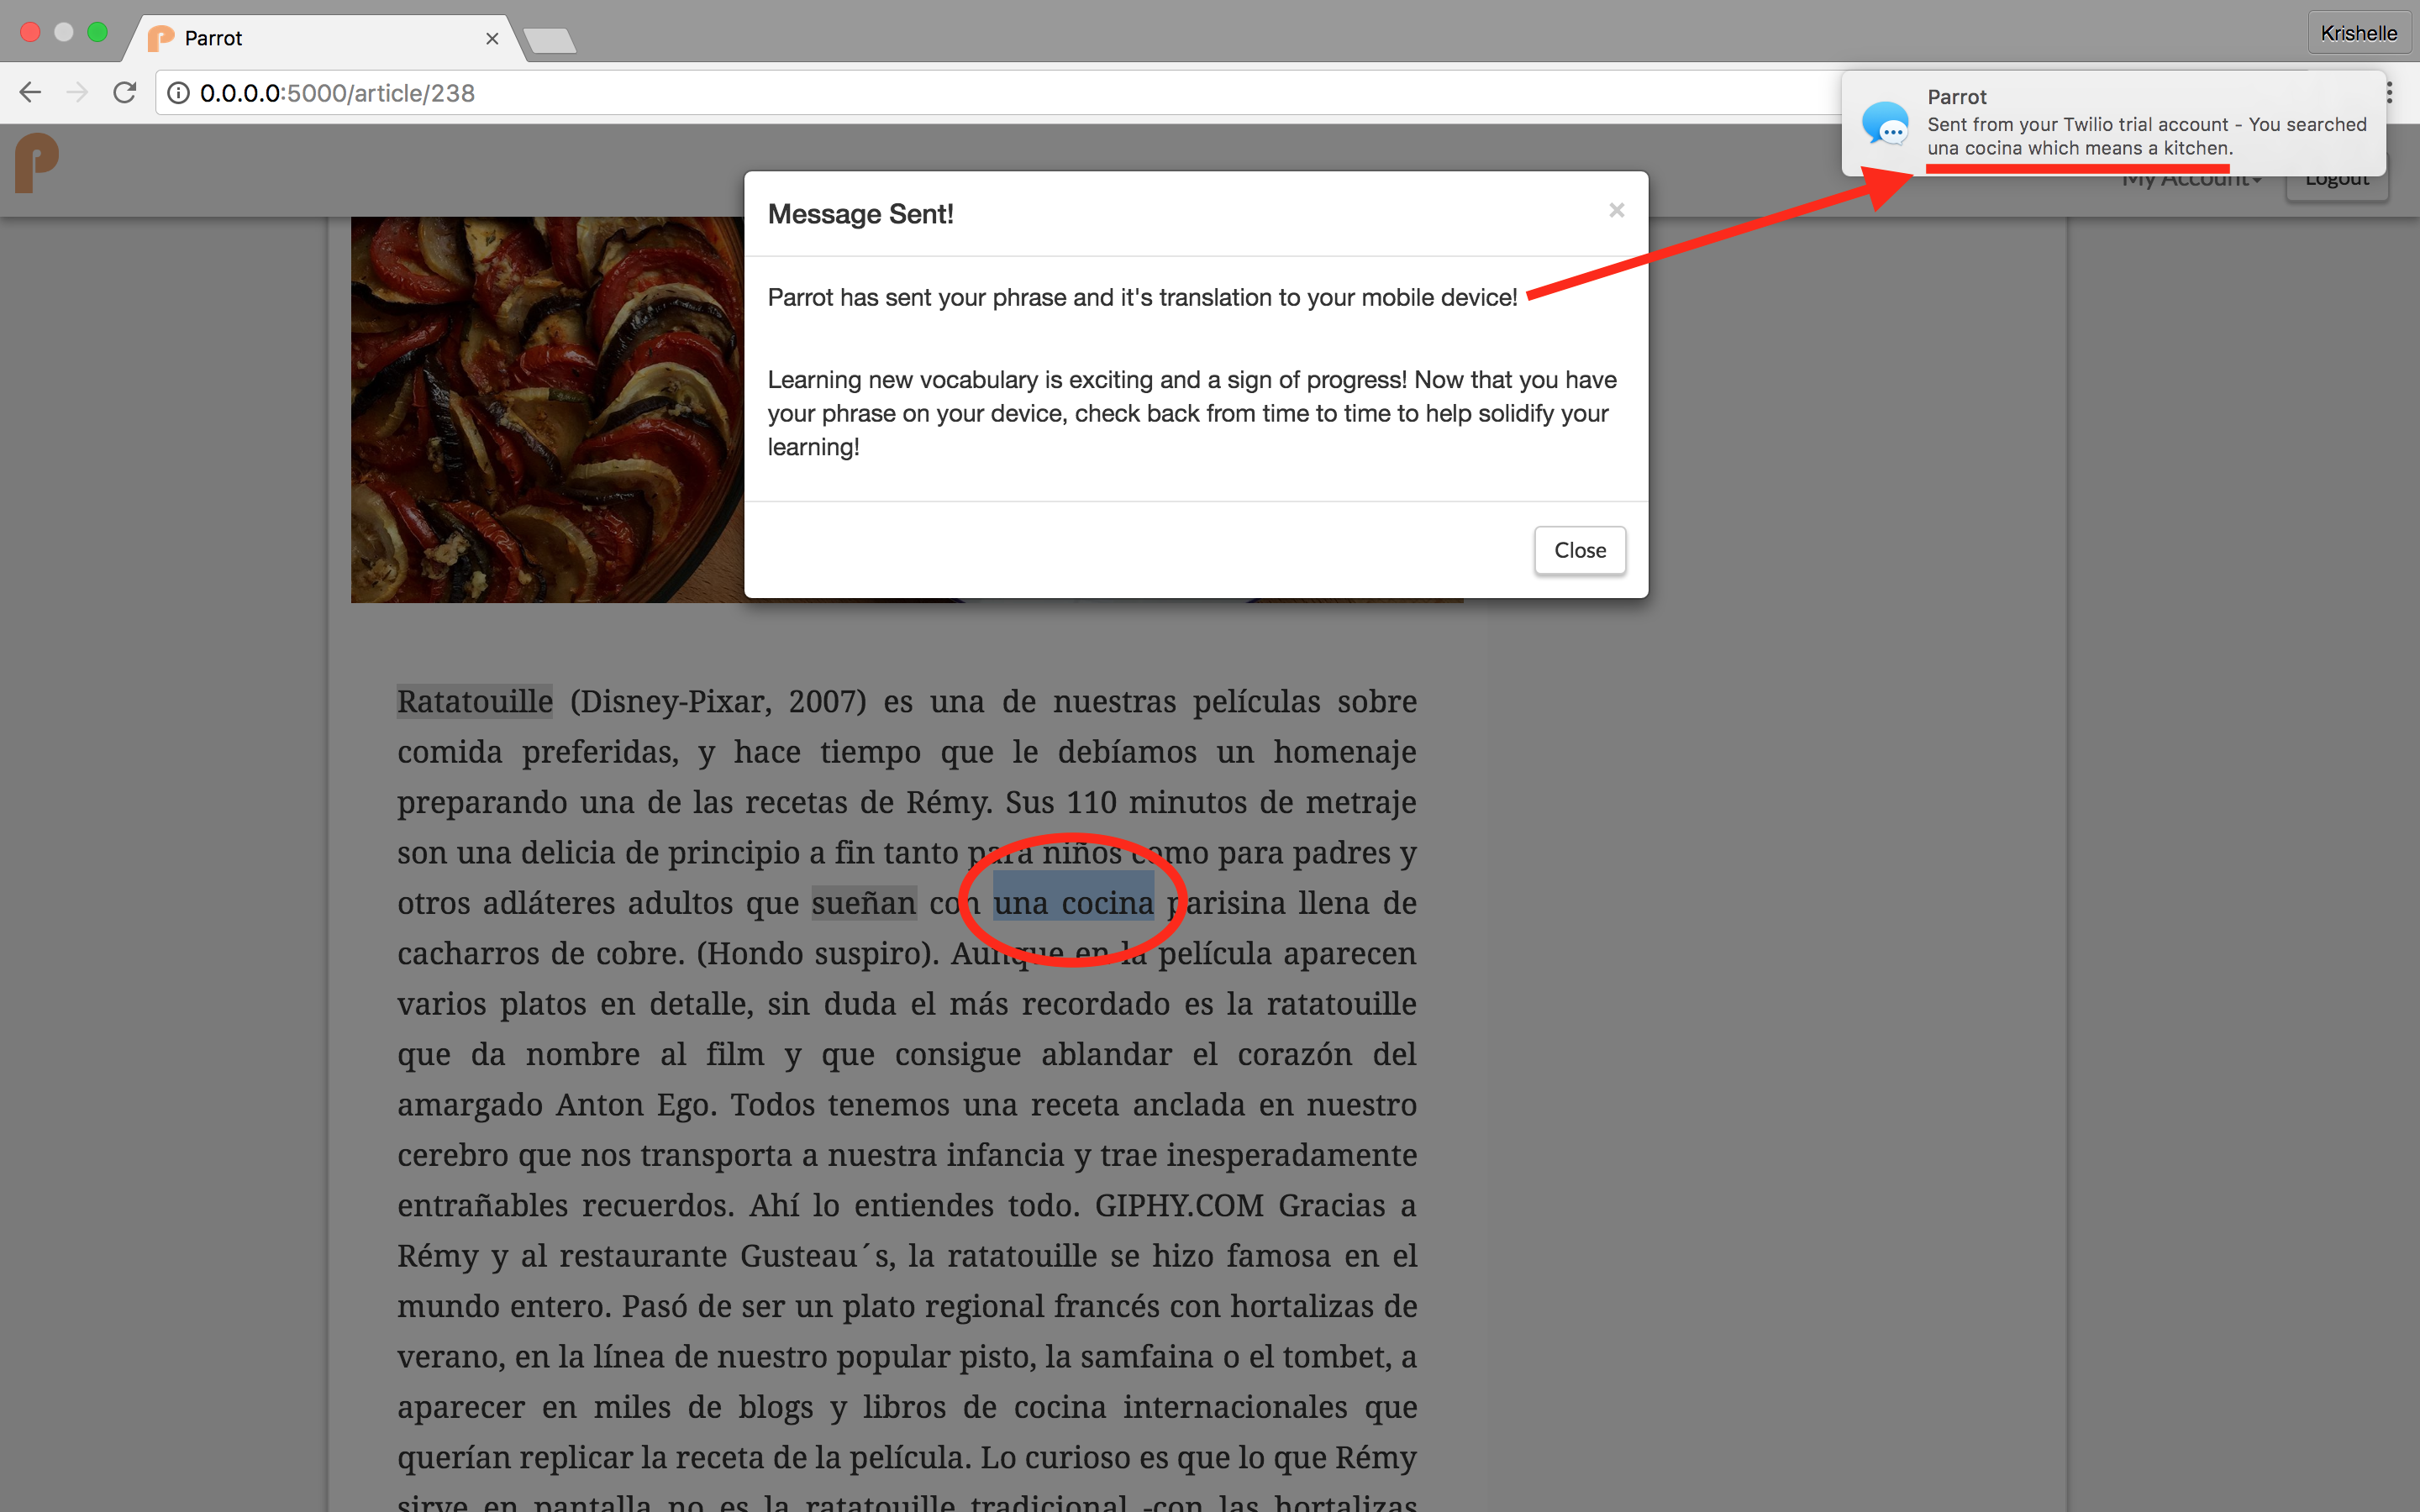 Parrot
Krishelle
0.0.0.0:5000/article/238
Parrot
Sent from your Twilio trial account - You searched
una cocina which means a kitchen.
My Account
Logout
Message Sent!
×
Parrot has sent your phrase and it's translation to your mobile device!
Learning new vocabulary is exciting and a sign of progress! Now that you have
your phrase on your device, check back from time to time to help solidify your
learning!
Close
Ratatouille (Disney-Pixar, 2007) es una de nuestras películas sobre
comida preferidas, y hace tiempo que le debíamos un homenaje
preparando una de las recetas de Rémy. Sus 110 minutos de metraje
son una delicia de principio a fin tanto para niños como para padres y
otros adláteres adultos que sueñan con una cocina parisina llena de
cacharros de cobre. (Hondo suspiro). Aunque en la película aparecen
varios platos en detalle, sin duda el más recordado es la ratatouille
que da nombre al film y que consigue ablandar el corazón del
amargado Anton Ego. Todos tenemos una receta anclada en nuestro
cerebro que nos transporta a nuestra infancia y trae inesperadamente
entrañables recuerdos. Ahí lo entiendes todo. GIPHY.COM Gracias a
Rémy y al restaurante Gusteau´s, la ratatouille se hizo famosa en el
mundo entero. Pasó de ser un plato regional francés con hortalizas de
verano, en la línea de nuestro popular pisto, la samfaina o el tombet, a
aparecer en miles de blogs y libros de cocina internacionales que
querían replicar la receta de la película. Lo curioso es que lo que Rémy
sirve en pantalla no es la ratatouille tradicional -con las hortalizas